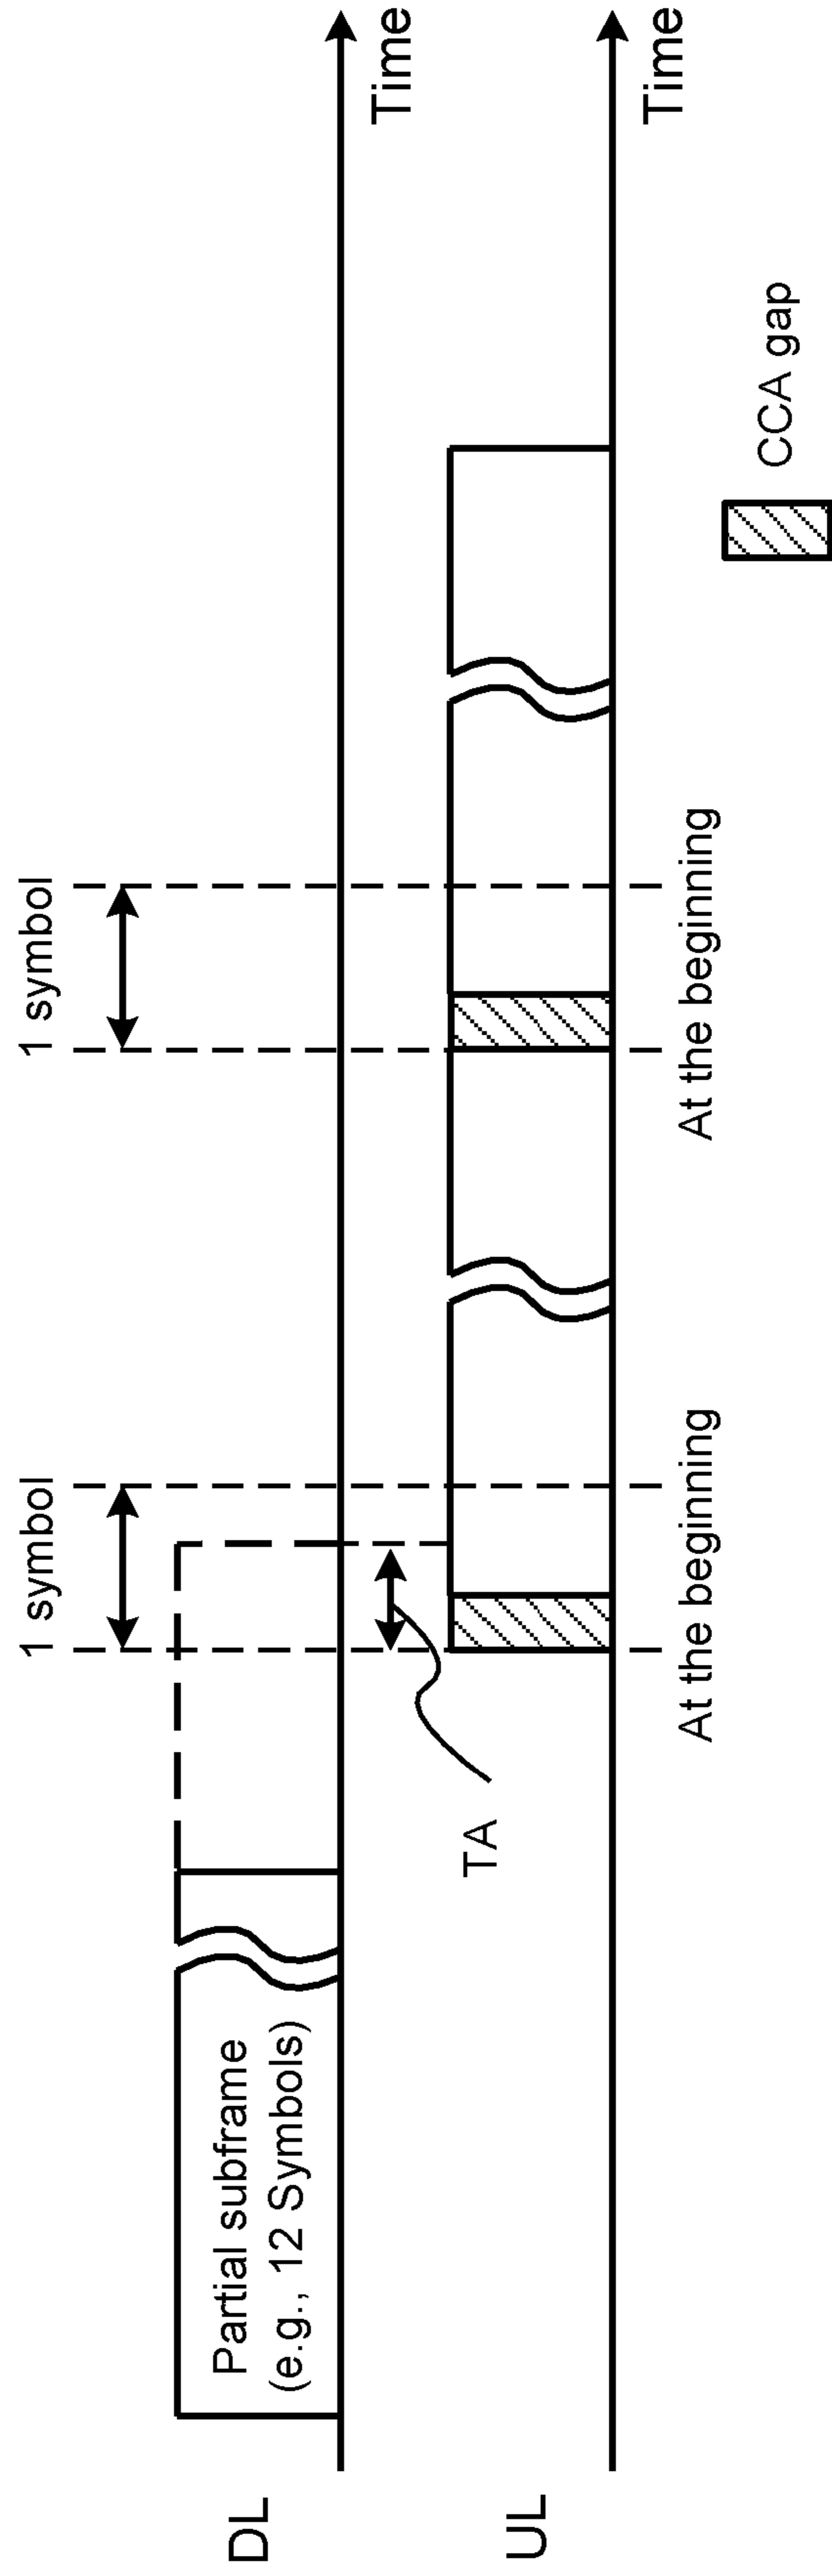 1 symbol
1 symbol
DL
Partial subframe
(e.g., 12 Symbols)
Time
TA
UL
Time
At the beginning
At the beginning
CCA gap